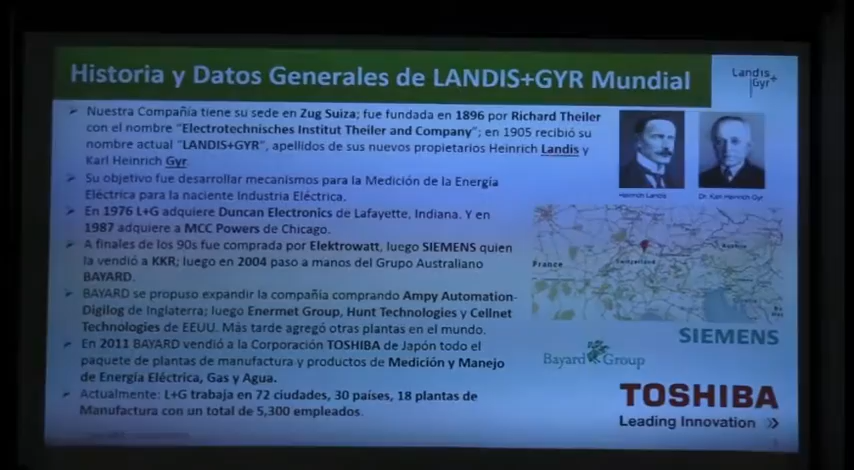 Historia y Datos Generales de LANDIS+GYR Mundial
Landis
Gyr+
Nuestra Compañía tiene su sede en Zug Suiza; fue fundada en 1896 por Richard Theiler
con el nombre "Electrotechnisches Institut Theiler and Company"; en 1905 recibió su
nombre actual "LANDIS+GYR", apellidos de sus nuevos propietarios Heinrich Landis y
Karl Heinrich Gyr.
Su objetivo fue desarrollar mecanismos para la Medición de la Energía
Eléctrica para la naciente Industria Eléctrica.
En 1976 L+G adquiere Duncan Electronics de Lafayette, Indiana. Y en
1987 adquiere a MCC Powers de Chicago.
A finales de los 90s fue comprada por Elektrowatt, luego SIEMENS quien
la vendió a KKR; luego en 2004 paso a manos del Grupo Australiano
BAYARD.
BAYARD se propuso expandir la compañía comprando Ampy Automation-
Digilog de Inglaterra; luego Enermet Group, Hunt Technologies y Cellnet
Technologies de EEUU. Más tarde agregó otras plantas en el mundo.
En 2011 BAYARD vendió a la Corporación TOSHIBA de Japón todo el
paquete de plantas de manufactura y productos de Medición y Manejo
de Energía Eléctrica, Gas y Agua.
Actualmente: L+G trabaja en 72 ciudades, 30 países, 18 plantas de
Manufactura con un total de 5,300 empleados.
Heinrich Landis
Dr. Karl Heinrich Gyr
France
Switzerland
Austria
SIEMENS
Bayard Group
TOSHIBA
Leading Innovation